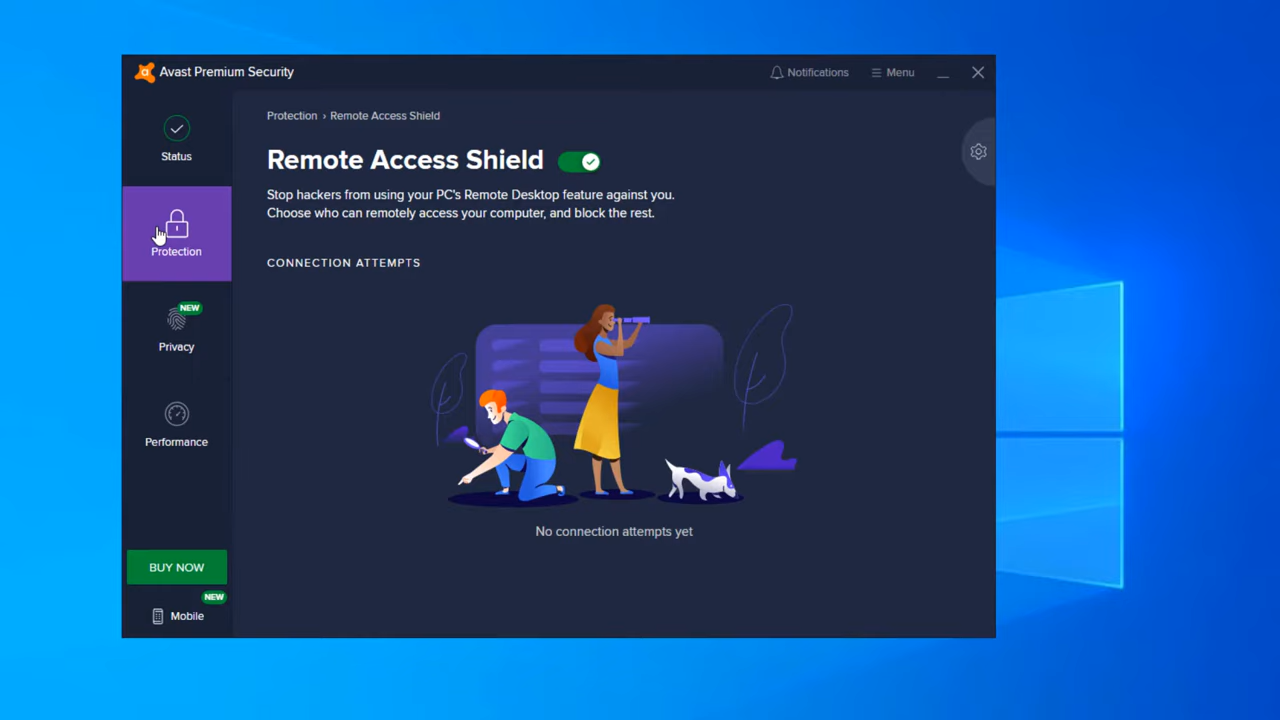 Avast Premium Security
Notifications
Menu
Status
Protection
NEW
Privacy
Performance
BUY NOW
NEW
Mobile
Protection › Remote Access Shield
Remote Access Shield
Stop hackers from using your PC's Remote Desktop feature against you.
Choose who can remotely access your computer, and block the rest.
CONNECTION ATTEMPTS
No connection attempts yet